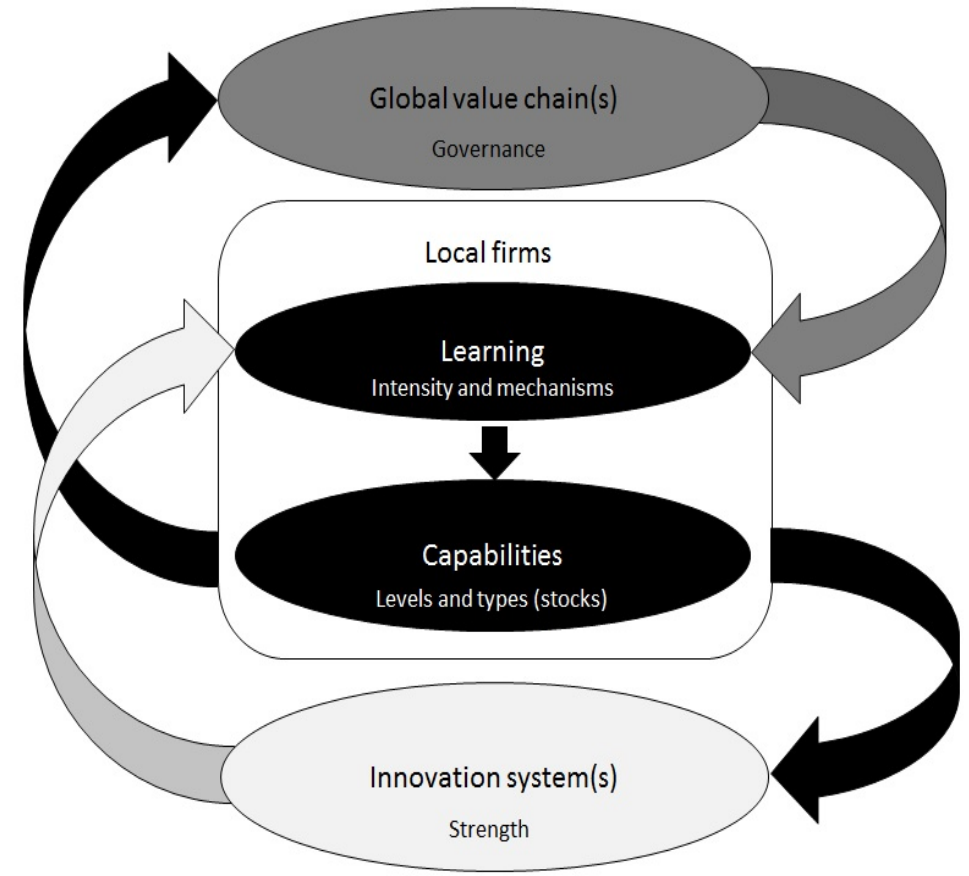 Global value chain(s)
Governance
Local firms
Learning
Intensity and mechanisms
Capabilities
Levels and types (stocks)
Innovation system(s)
Strength